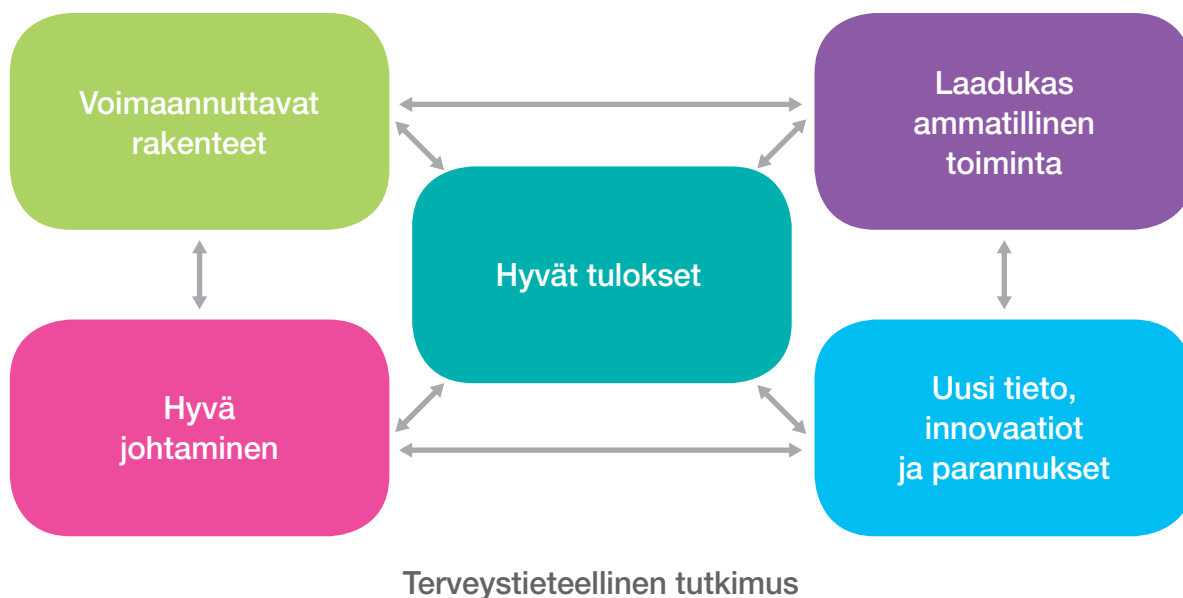 Voimaannuttavat
rakenteet
Laadukas
ammatillinen
toiminta
Hyvät tulokset
Hyvä
johtaminen
Uusi tieto,
innovaatiot
ja parannukset
Terveystieteellinen tutkimus